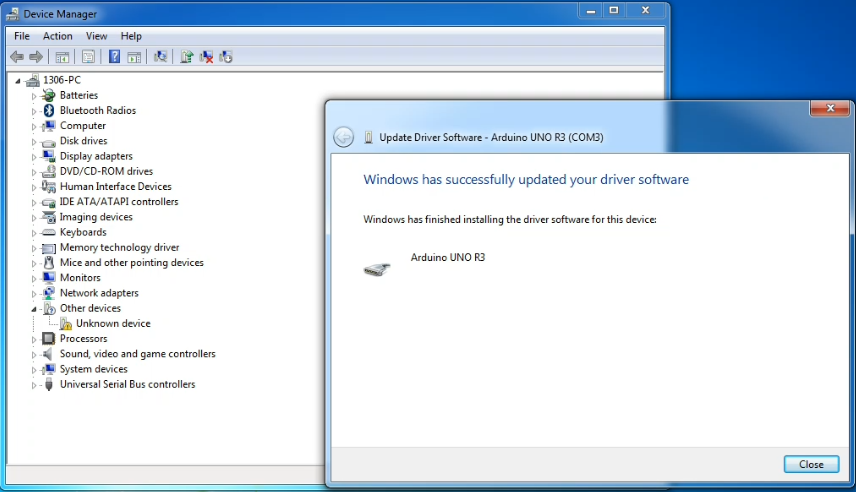 Device Manager
File Action View Help
1306-PC
Batteries
Bluetooth Radios
Computer
Disk drives
Display adapters
DVD/CD-ROM drives
Human Interface Devices
IDE ATA/ATAPI controllers
Imaging devices
Keyboards
Memory technology driver
Mice and other pointing devices
Monitors
Network adapters
Other devices
Unknown device
Processors
Sound, video and game controllers
System devices
Universal Serial Bus controllers
Update Driver Software - Arduino UNO R3 (COM3)
Windows has successfully updated your driver software
Windows has finished installing the driver software for this device:
Arduino UNO R3
Close